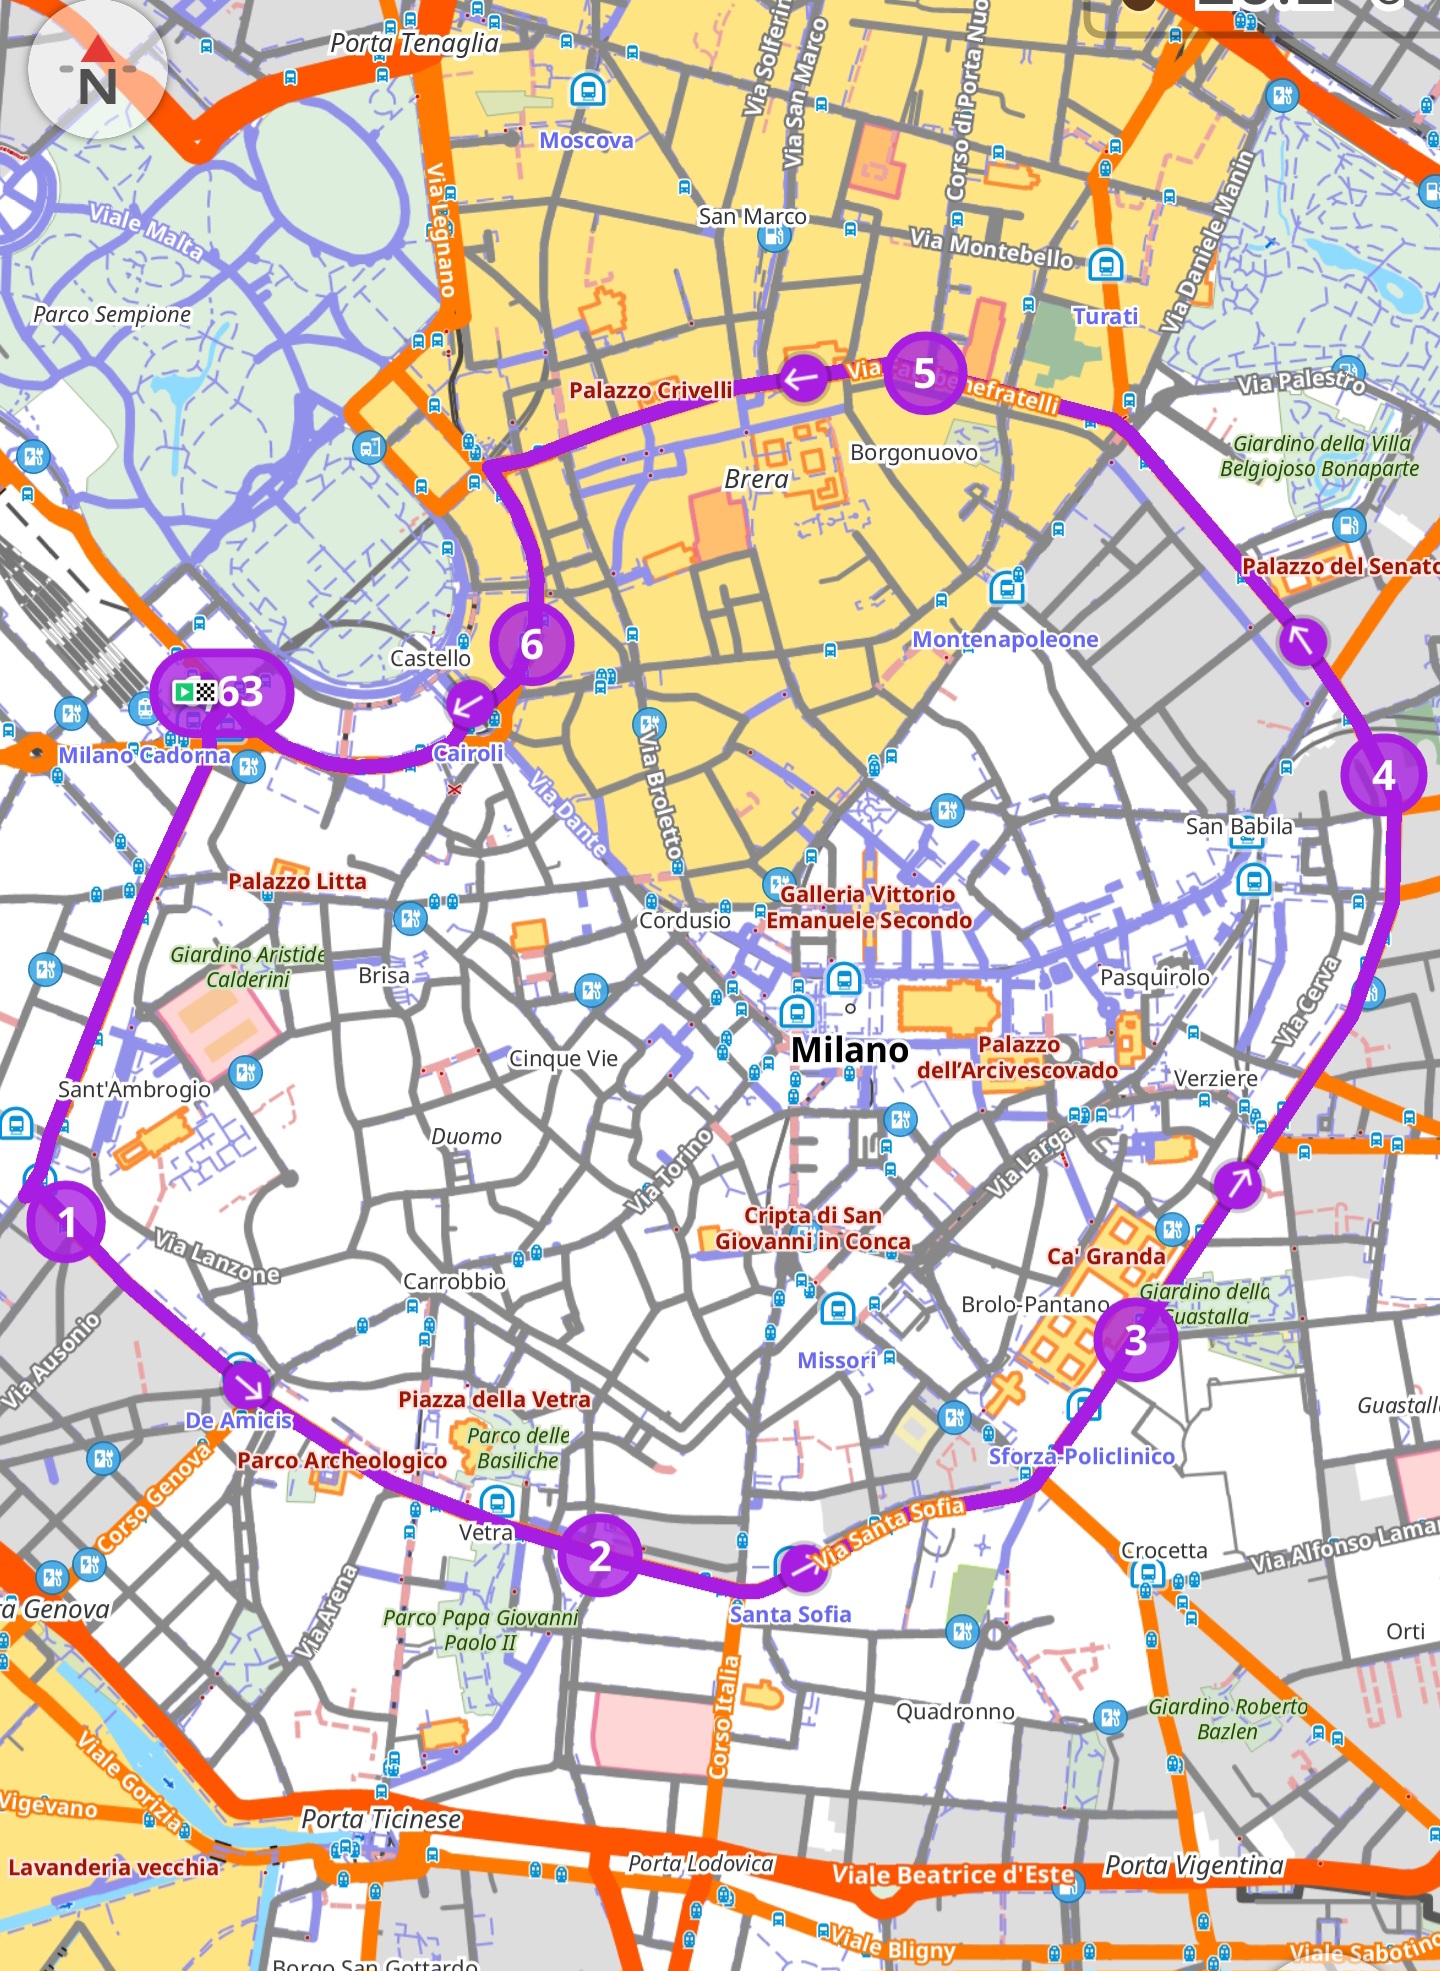 Porta Tenaglia
N
Via Solferin
Via San Marco
Corso di Porta Nuo
Moscova
Via Legnano
Viale Malta
San Marco
Via Montebello
Via Daniele Manin
Turati
Parco Sempione
Palazzo Crivelli
5
Via Palestro
Giardino della Villa
Belgiojoso Bonaparte
Borgonuovo
Brera
Palazzo del Senato
6
Montenapoleone
Castello
63
Milano Cadorna
Cairoli
Via Dante
Via Broletto
4
San Babila
Palazzo Litta
Galleria Vittorio
Emanuele Secondo
Cordusio
Giardino Aristide
Calderini
Brisa
Pasquirolo
Via Cerva
Milano
Palazzo
dell'Arcivescovado
Cinque Vie
Verziere
Sant'Ambrogio
Duomo
Via Larga
Via Torino
1
Cripta di San
Giovanni in Conca
Ca' Granda
Via Lanzone
Carrobbio
Brolo-Pantano
Giardino della
Guastalla
3
Via Ausonio
Missori
De Amicis
Piazza della Vetra
Guastall
Parco delle
Basiliche
Parco Archeologico
Sforza-Policlinico
Corso Genova
Vetra
2
Via Santa Sofia
Crocetta
Via Alfonso Lamar
ra Genova
Via Arena
Parco Papa Giovanni
Paolo II
Santa Sofia
Orti
Corso Italia
Quadronno
Giardino Roberto
Bazlen
Viale Gorizia
Vigevano
Porta Ticinese
Lavanderia vecchia
Porta Lodovica
Viale Beatrice d'Este
Porta Vigentina
Viale Bligny
Viale Sabotino
Borgo San Gottardo